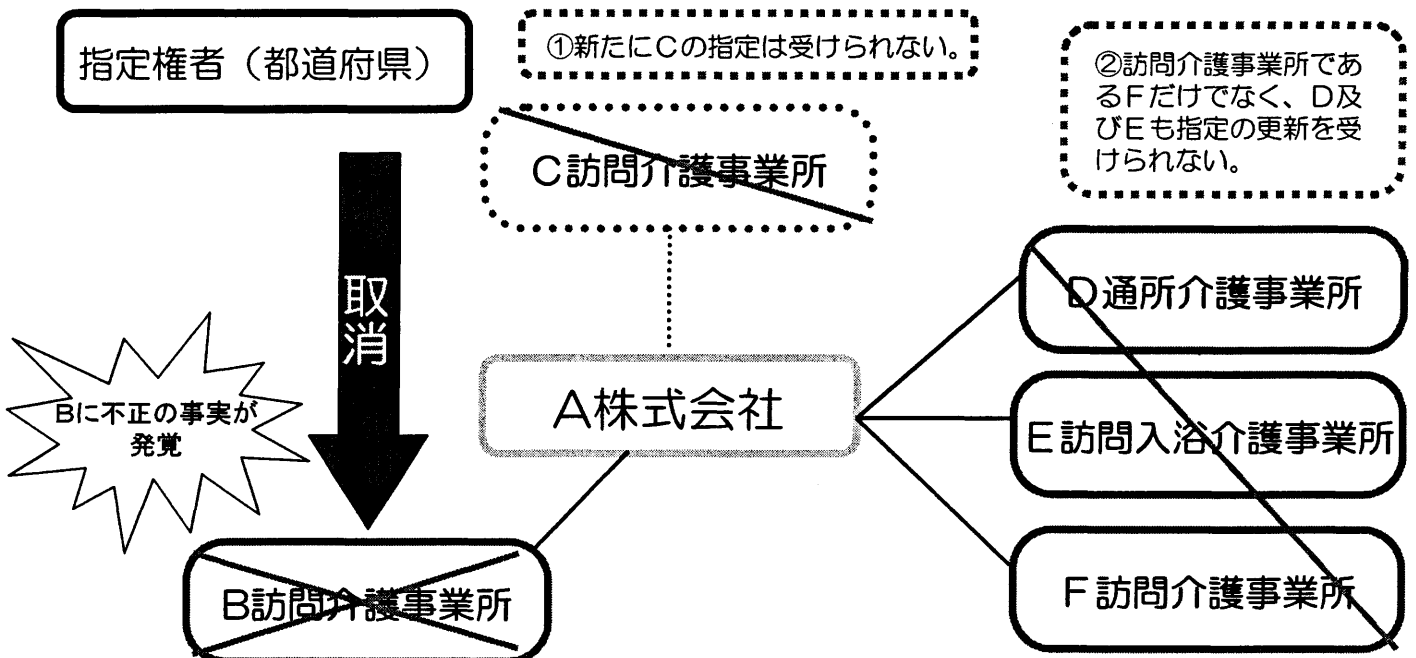 指定権者（都道府県）
①新たにCの指定は受けられない。
②訪問介護事業所であ
るFだけでなく、D及
びEも指定の更新を受
けられない。
C訪問介護事業所
取消
D通所介護事業所
Bに不正の事実が
発覚
A株式会社
E訪問入浴介護事業所
B訪問介護事業所
F訪問介護事業所